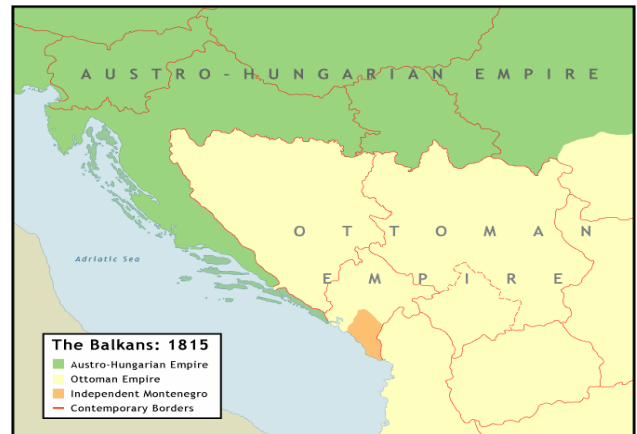 AUSTRO-HUNGARIAN EMPIRE
OTTOMAN
EMPIRE
Adriatic Sea
The Balkans: 1815
Austro-Hungarian Empire
Ottoman Empire
Independent Montenegro
Contemporary Borders